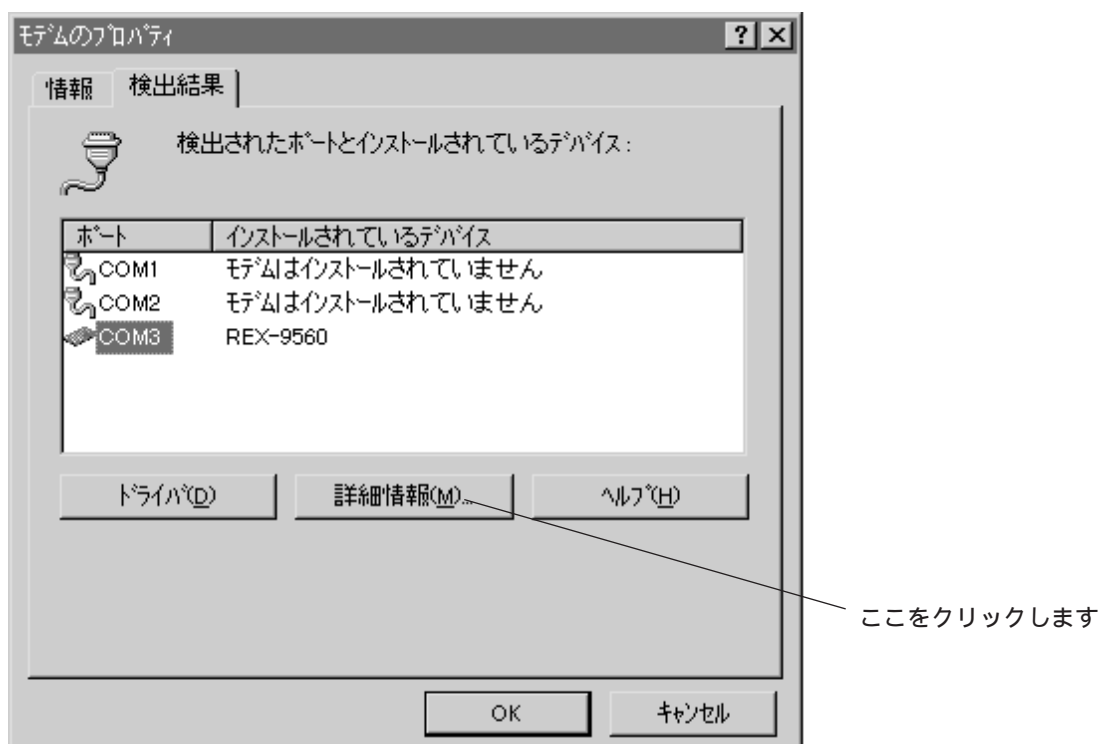 モデムのプロパティ
情報 検出結果
検出されたポートとインストールされているデバイス:
ポート インストールされているデバイス
COM1 モデムはインストールされていません
COM2 モデムはインストールされていません
COM3 REX-9560
ドライバ(D) 詳細情報(M)... ヘルプ(H)
ここをクリックします
OK キャンセル